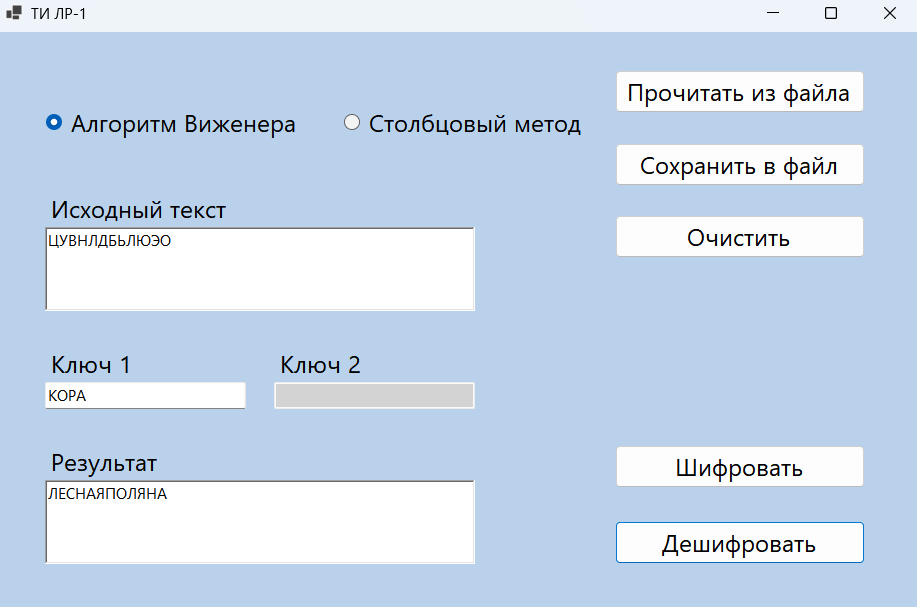 ТИ ЛР-1
Прочитать из файла
Алгоритм Виженера
Столбцовый метод
Сохранить в файл
Исходный текст
Очистить
ЦУВНЛДБЬЛЮЭО
Ключ 1
Ключ 2
КОРА
Результат
Шифровать
ЛЕСНАЯПОЛЯНА
Дешифровать